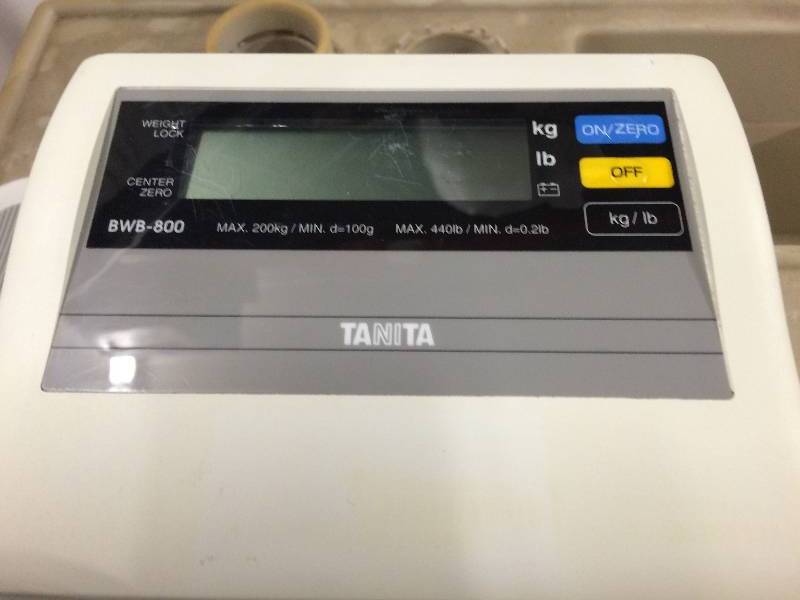 WEIGHT
LOCK
CENTER
ZERO
kg
lb
ON/ZERO
OFF
kg/lb
BWB-800
MAX. 200kg / MIN. d=100g
MAX. 440lb / MIN. d=0.2lb
TANITA